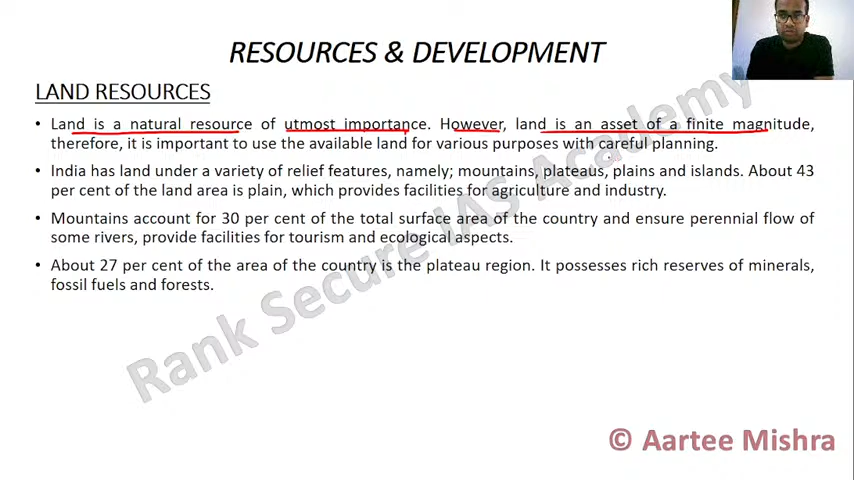 RESOURCES & DEVELOPMENT
LAND RESOURCES
• Land is a natural resource of utmost importance. However, land is an asset of a finite magnitude,
therefore, it is important to use the available land for various purposes with careful planning.
• India has land under a variety of relief features, namely; mountains, plateaus, plains and islands. About 43
per cent of the land area is plain, which provides facilities for agriculture and industry.
• Mountains account for 30 per cent of the total surface area of the country and ensure perennial flow of
some rivers, provide facilities for tourism and ecological aspects.
• About 27 per cent of the area of the country is the plateau region. It possesses rich reserves of minerals,
fossil fuels and forests.
Rank Secure IAS Academy
© Aartee Mishra